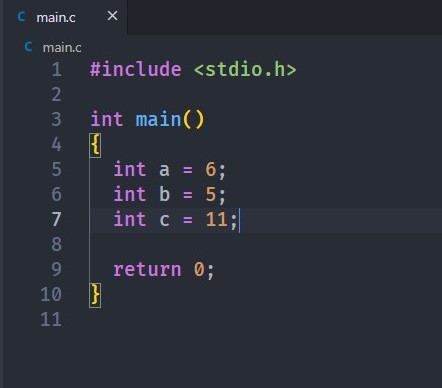 C main.c ×
C main.c
1 #include <stdio.h>
2
3 int main()
4 {
5   int a = 6;
6   int b = 5;
7   int c = 11;
8
9   return 0;
10 }
11